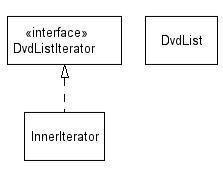 «interface»
DvdListIterator
DvdList
InnerIterator